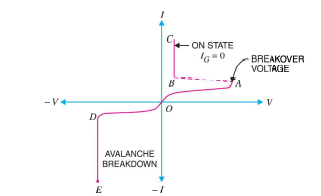 I
C
ON STATE
I_G = 0
BREAKOVER
VOLTAGE
B
A
– V
O
V
D
AVALANCHE
BREAKDOWN
E
– I